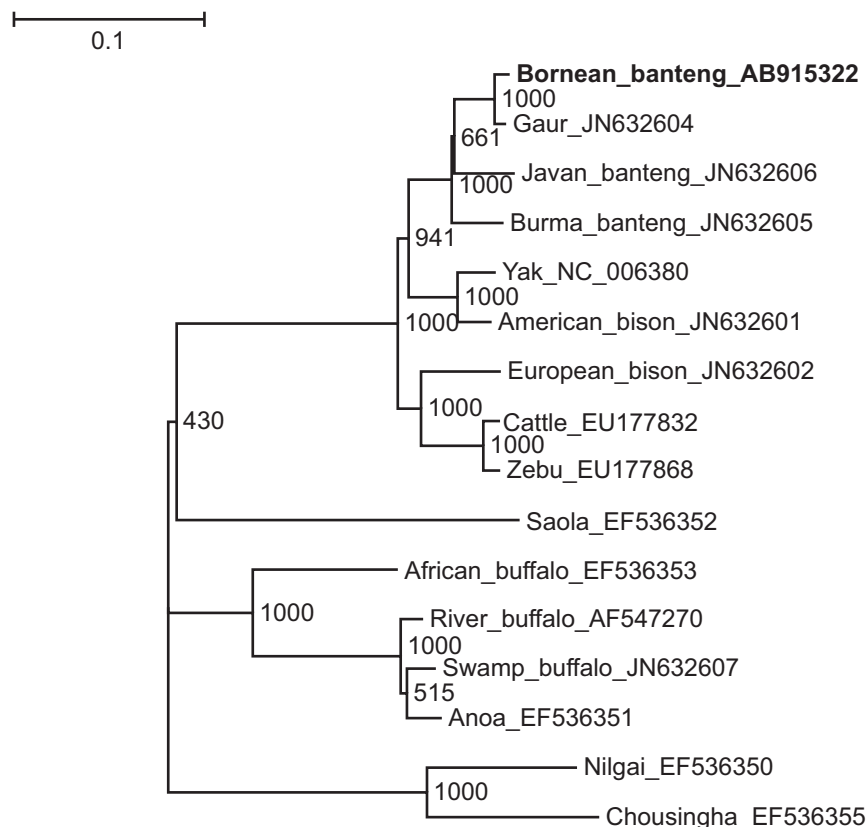 0.1
Bornean_banteng_AB915322
1000
Gaur_JN632604
661
Javan_banteng_JN632606
1000
Burma_banteng_JN632605
941
Yak_NC_006380
1000
American_bison_JN632601
1000
European_bison_JN632602
1000
Cattle_EU177832
430
1000
Zebu_EU177868
Saola_EF536352
African_buffalo_EF536353
1000
River_buffalo_AF547270
1000
Swamp_buffalo_JN632607
515
Anoa_EF536351
Nilgai_EF536350
1000
Chousingha_EF536355